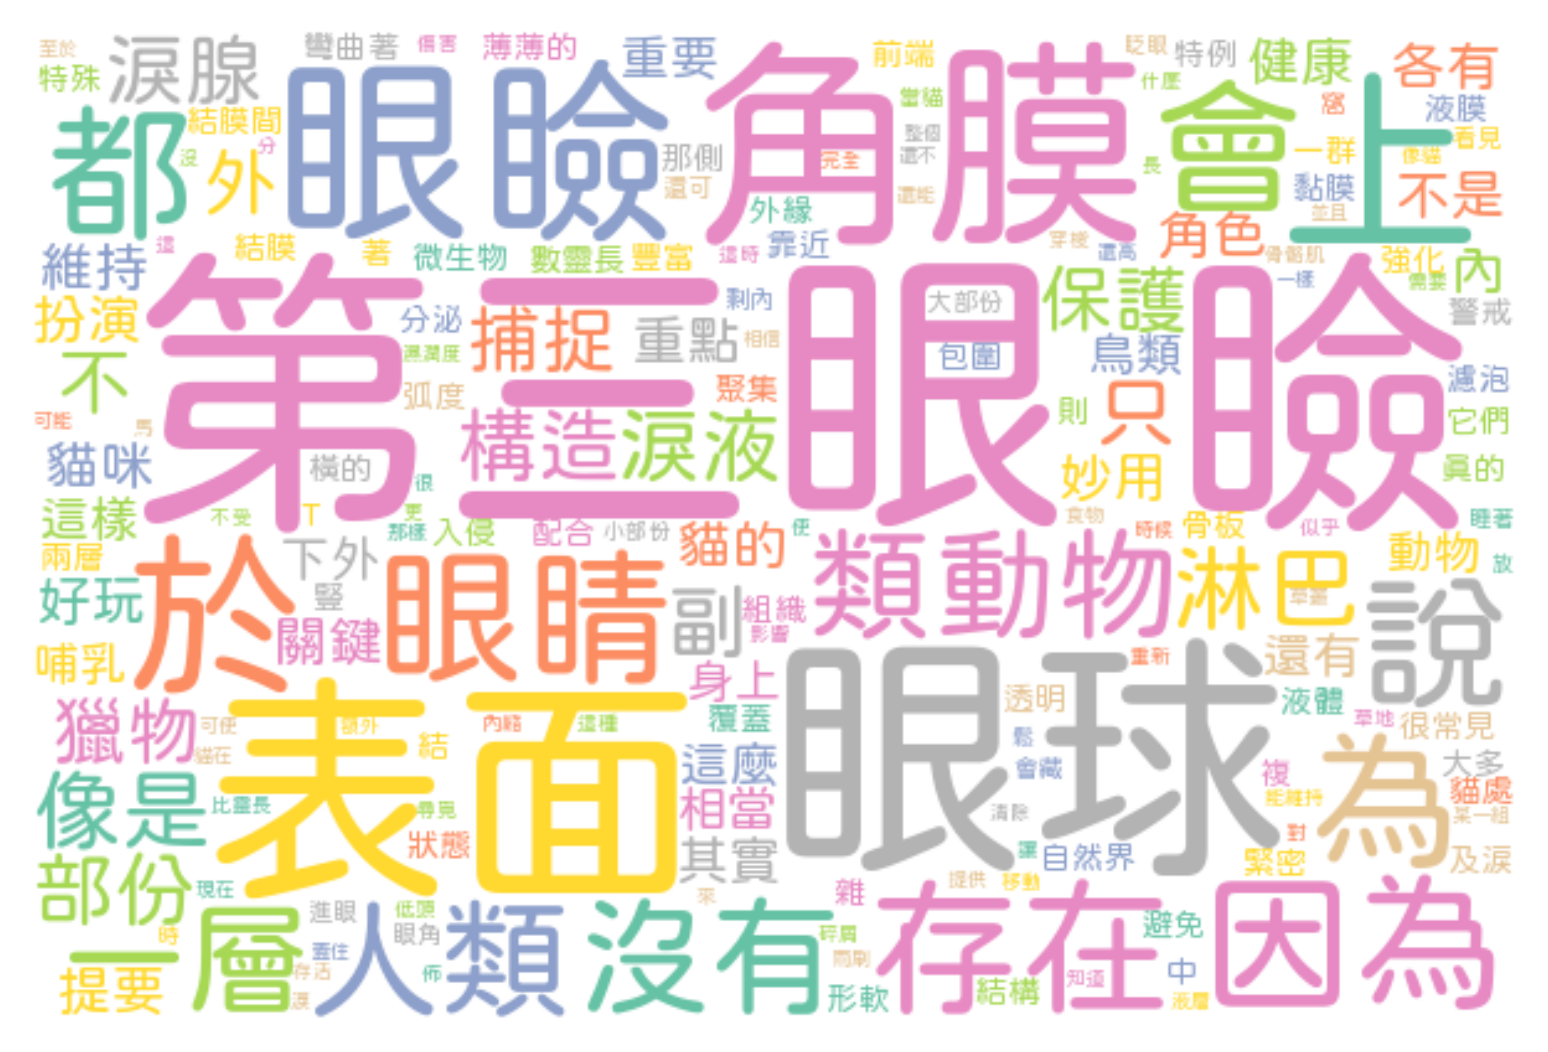 至於
彎曲著
傷害
薄薄的
重要
前端
眨眼
特例
健康
各有
特殊
淚腺
眼瞼
角膜
什麼
都
結膜間
當貓
會
上
窩
液膜
外
分
沒
那側
整個
還不
完全
一群
像貓
看見
長
還可
還能
黏膜
並且
不是
外緣
角色
維持
這
結膜
著
微生物
數靈長
豐富
這時
靠近
穿梭
還高
骨骼肌
強化
內
需要
一樣
第三眼瞼
扮演
分泌
剩內
大部份
保護
警戒
捕捉
重點
相信
包圍
鳥類
不
濕潤度
弧度
聚集
濾泡
可能
馬
構造
淚液
則
只
它們
貓咪
橫的
很
妙用
真的
這樣
不受
T
更
那樣
入侵
配合
小部份
貓的
便
食物
時候
骨板
似乎
睡著
兩層
於
下外
眼睛
類動物
淋巴
動物
放
好玩
豎
副
組織
影響
說
關鍵
哺乳
身上
眼球
重新
還有
獵物
可使
額外
表面
內瞼
這種
覆蓋
透明
液體
草地
很常見
貓在
結
這麼
鬆
會藏
為
大多
像是
比靈長
尋覓
相當
清除
複
能維持
貓處
某一組
狀態
其實
讓
自然界
對
緊密
及淚
部份
現在
來
提供
移動
層
進眼
人類
低頭
眼角
沒有
雜
存在
避免
因為
一
時
蓋住
碎屑
雨刷
知道
中
提要
存活
佈
形軟
結構
液層